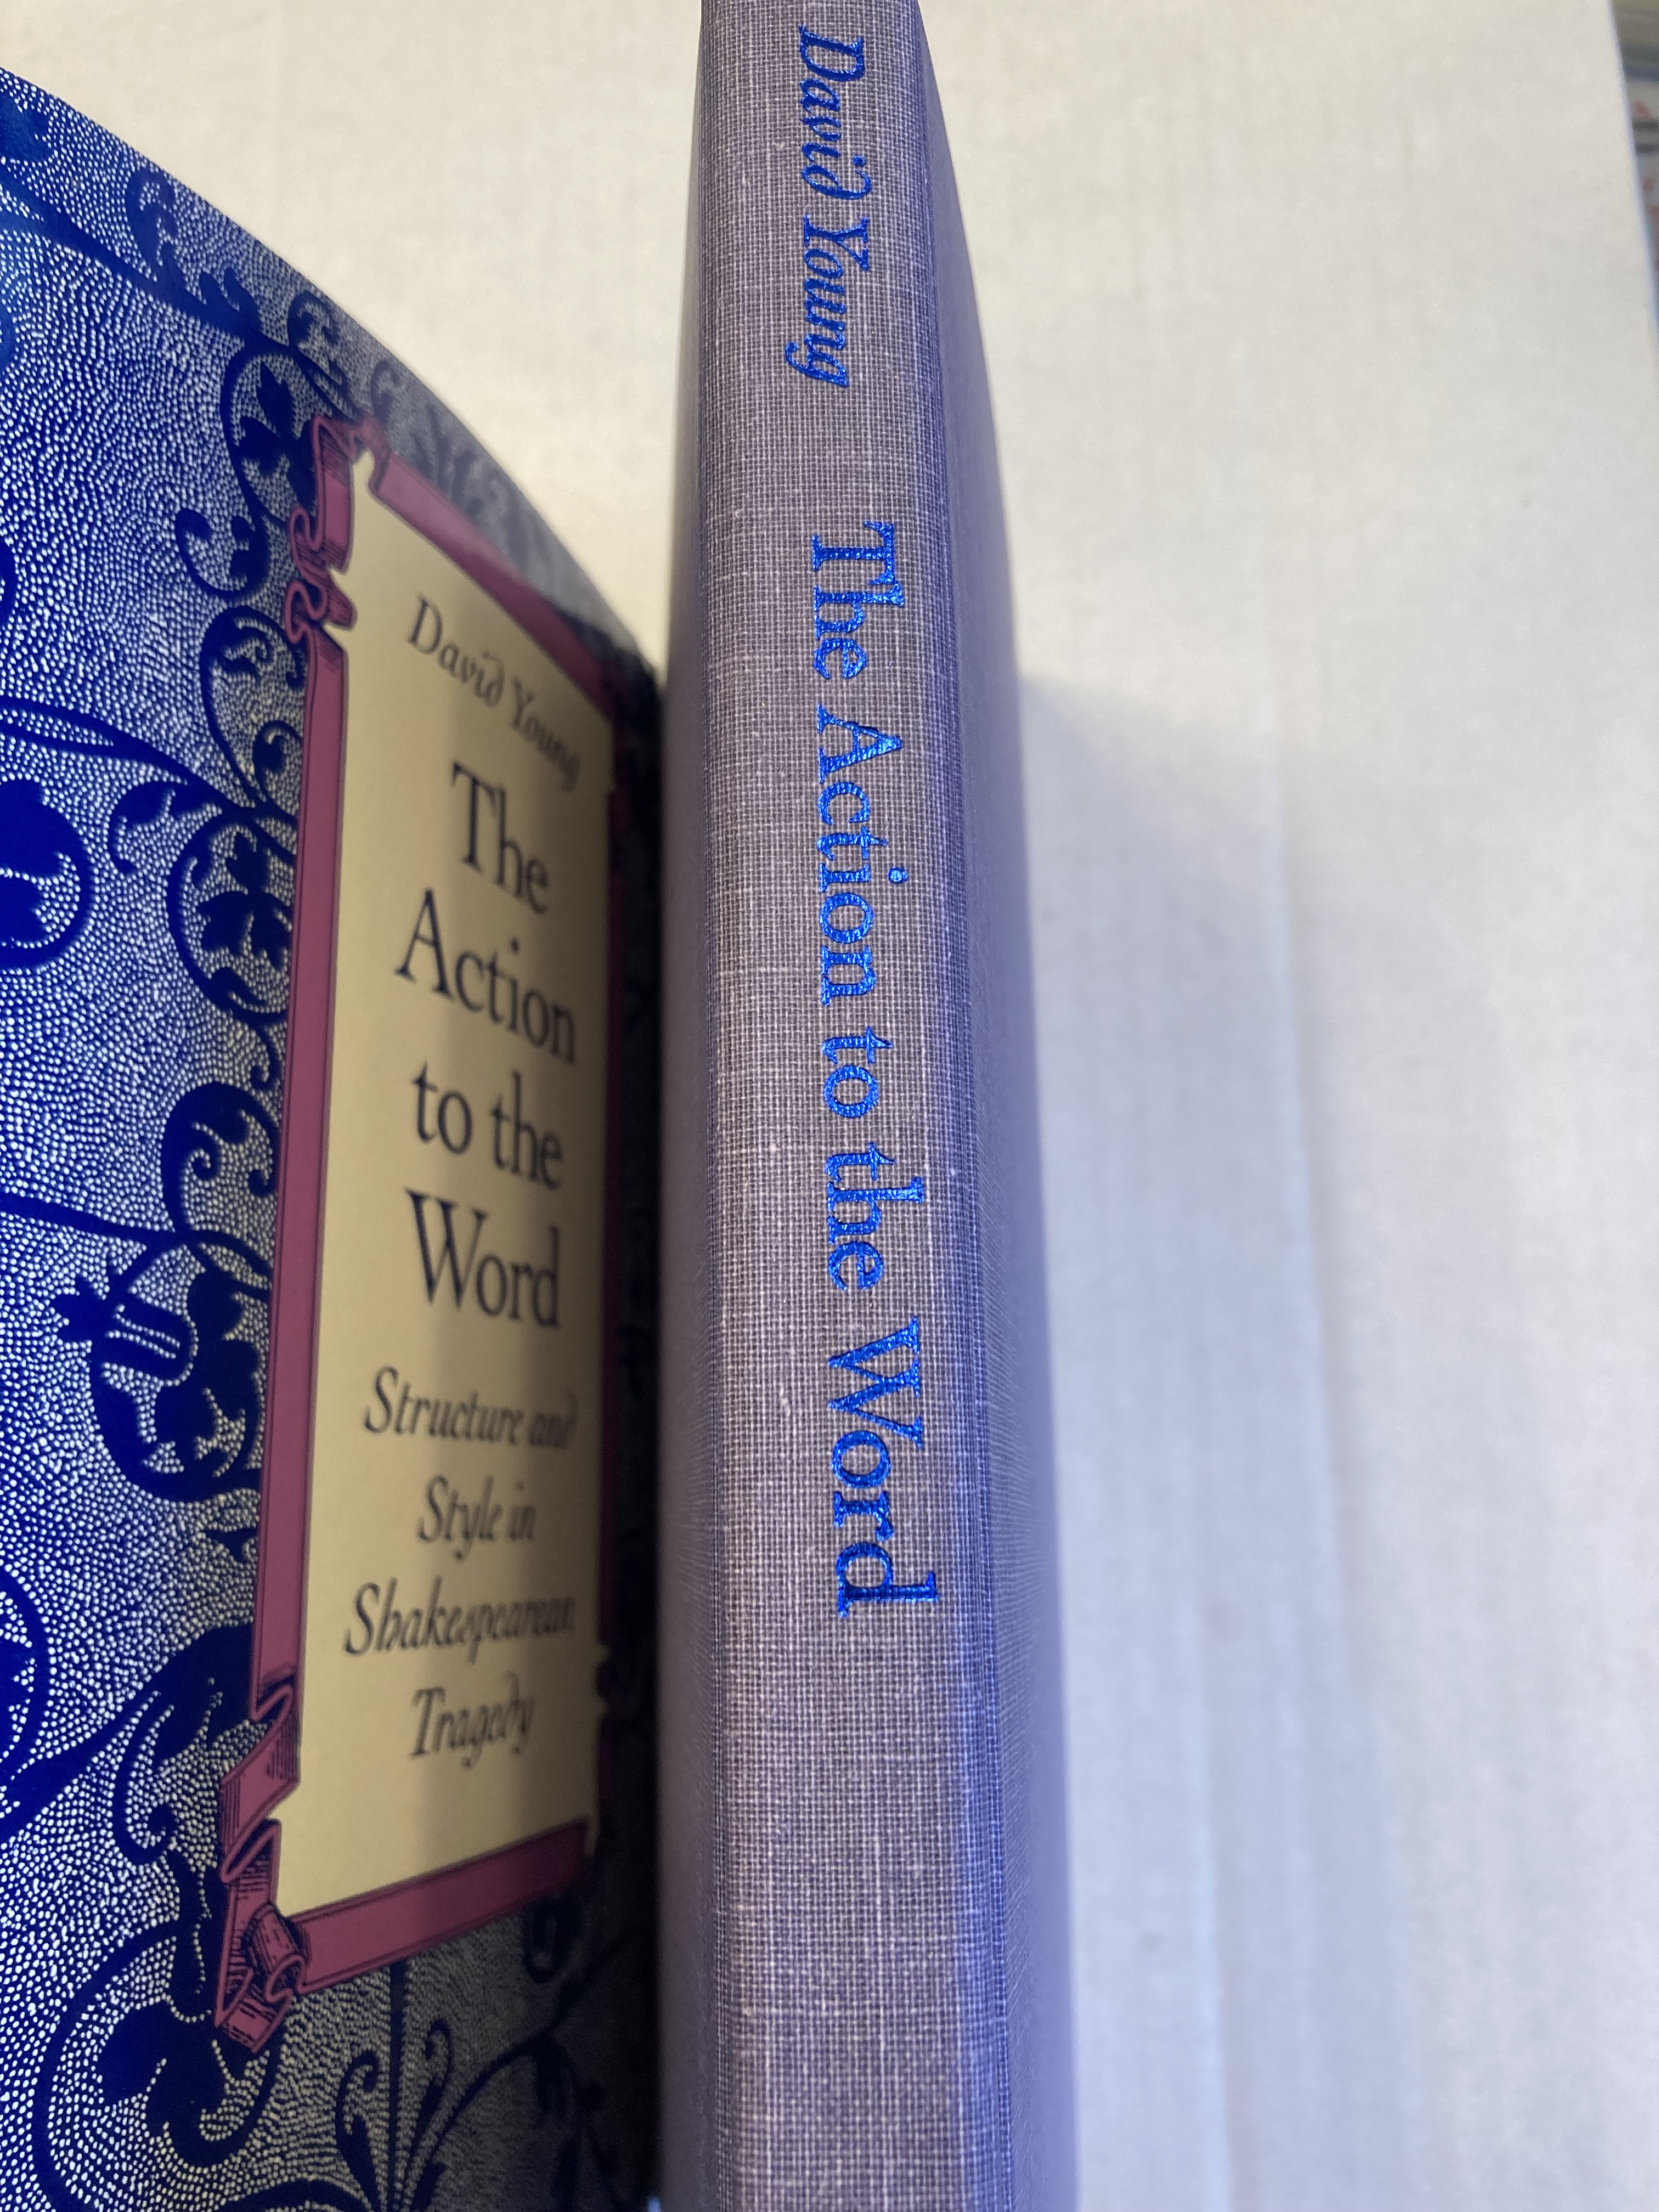 David Young
The
Action
to the
Word
Structure and
Style in
Shakespearean
Tragedy
David Young The Action to the Word